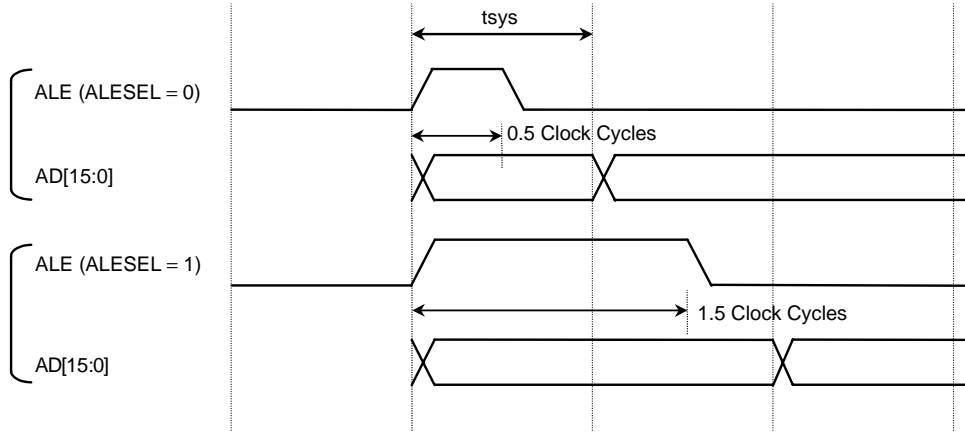 tsys
ALE (ALESEL = 0)
0.5 Clock Cycles
AD[15:0]
ALE (ALESEL = 1)
1.5 Clock Cycles
AD[15:0]